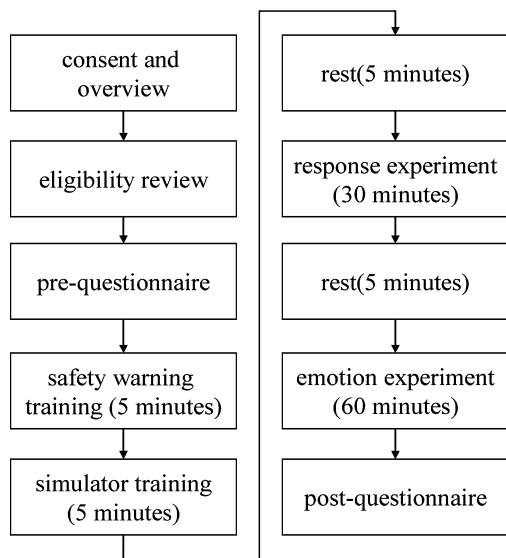 consent and
overview
eligibility review
pre-questionnaire
safety warning
training (5 minutes)
simulator training
(5 minutes)
rest(5 minutes)
response experiment
(30 minutes)
rest(5 minutes)
emotion experiment
(60 minutes)
post-questionnaire